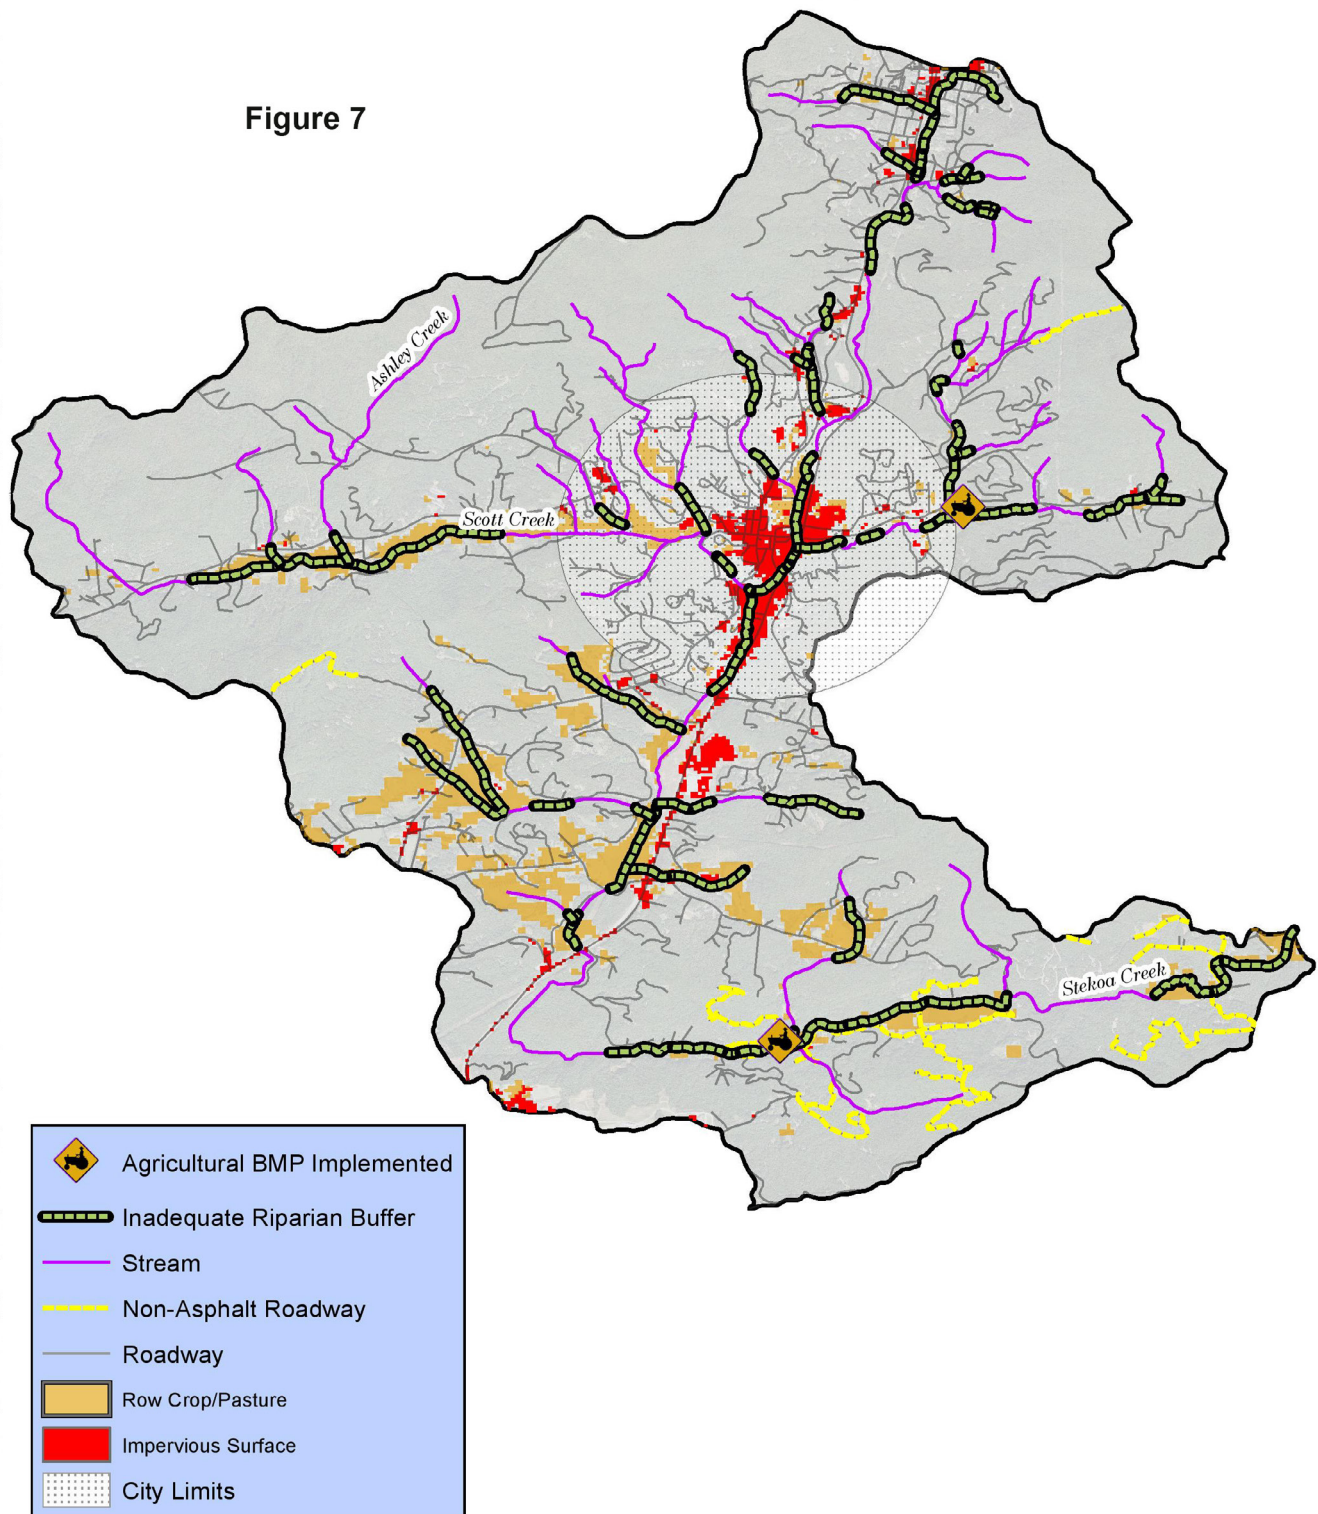 Figure 7
Ashley Creek
Scott Creek
Stekoa Creek
Agricultural BMP Implemented
Inadequate Riparian Buffer
Stream
Non-Asphalt Roadway
Roadway
Row Crop/Pasture
Impervious Surface
City Limits